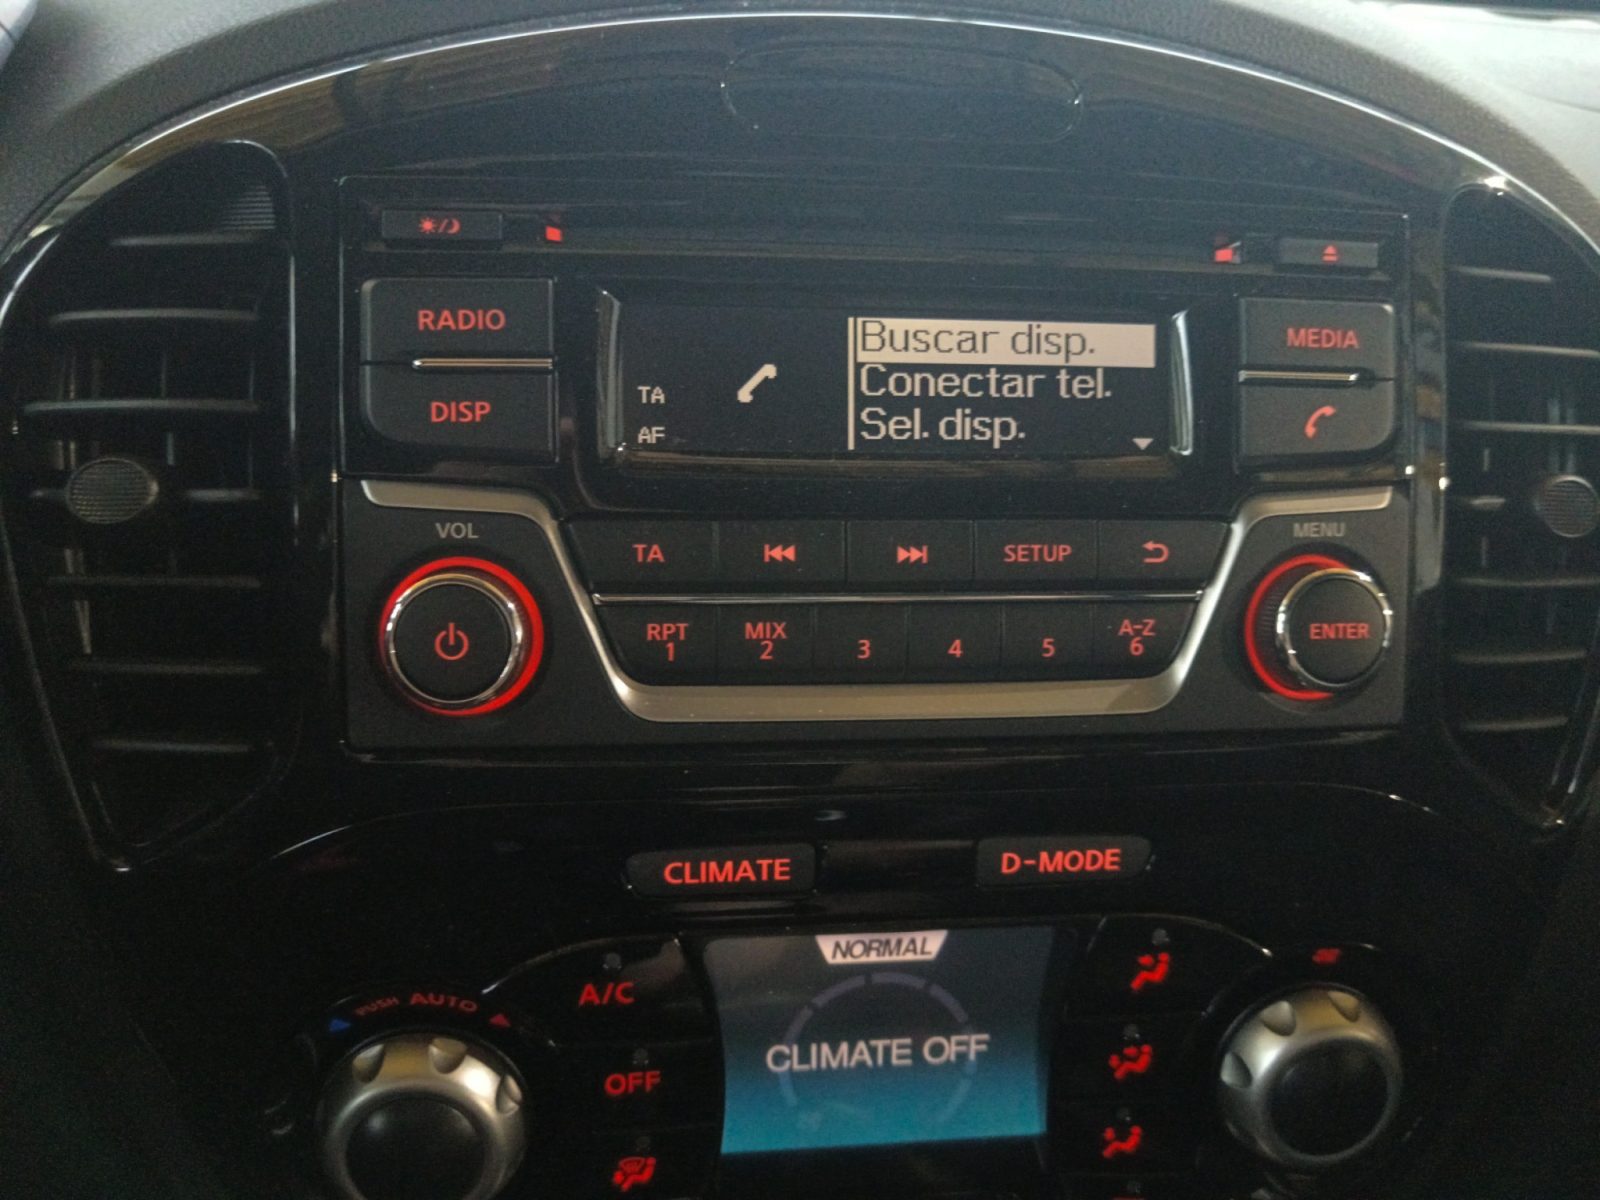 RADIO
DISP
TA
AF
Buscar disp.
Conectar tel.
Sel. disp.
MEDIA
VOL
MENU
TA
SETUP
ENTER
RPT
1
MIX
2
3
4
5
A-Z
6
CLIMATE
D-MODE
NORMAL
PUSH AUTO
A/C
CLIMATE OFF
OFF